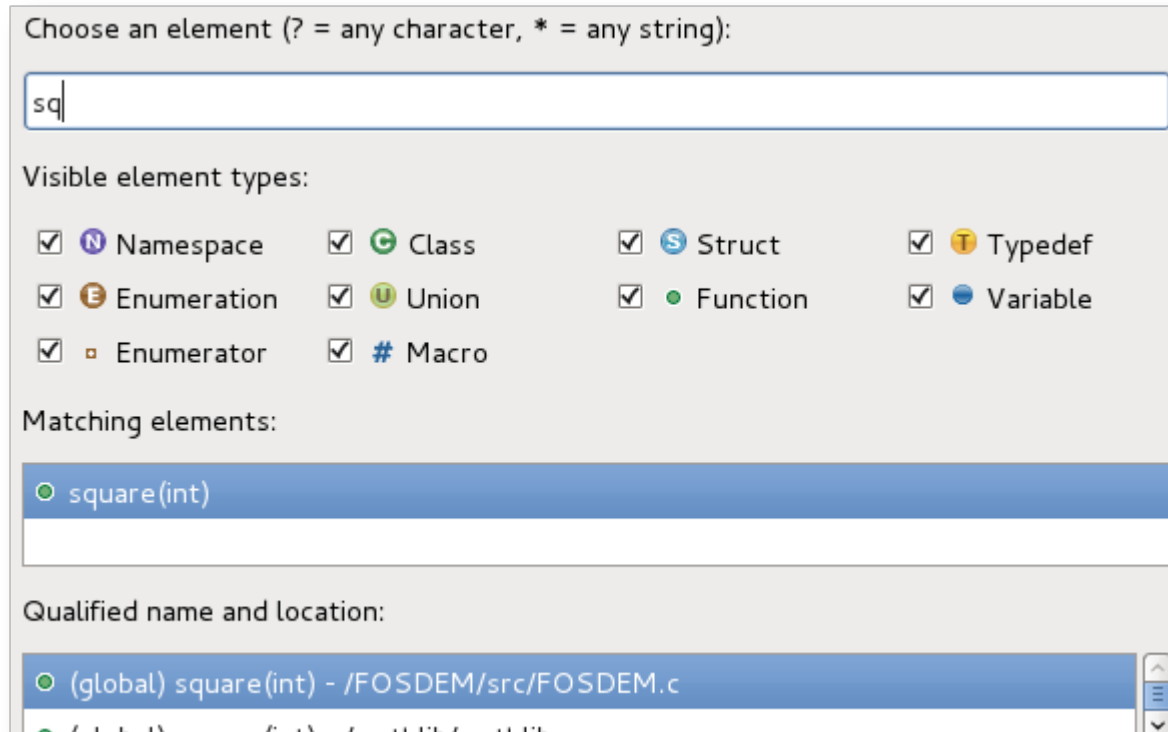 Choose an element (? = any character, * = any string):
sq
Visible element types:
N Namespace C Class S Struct T Typedef
E Enumeration U Union Function Variable
Enumerator # Macro
Matching elements:
square(int)
Qualified name and location:
(global) square(int) - /FOSDEM/src/FOSDEM.c